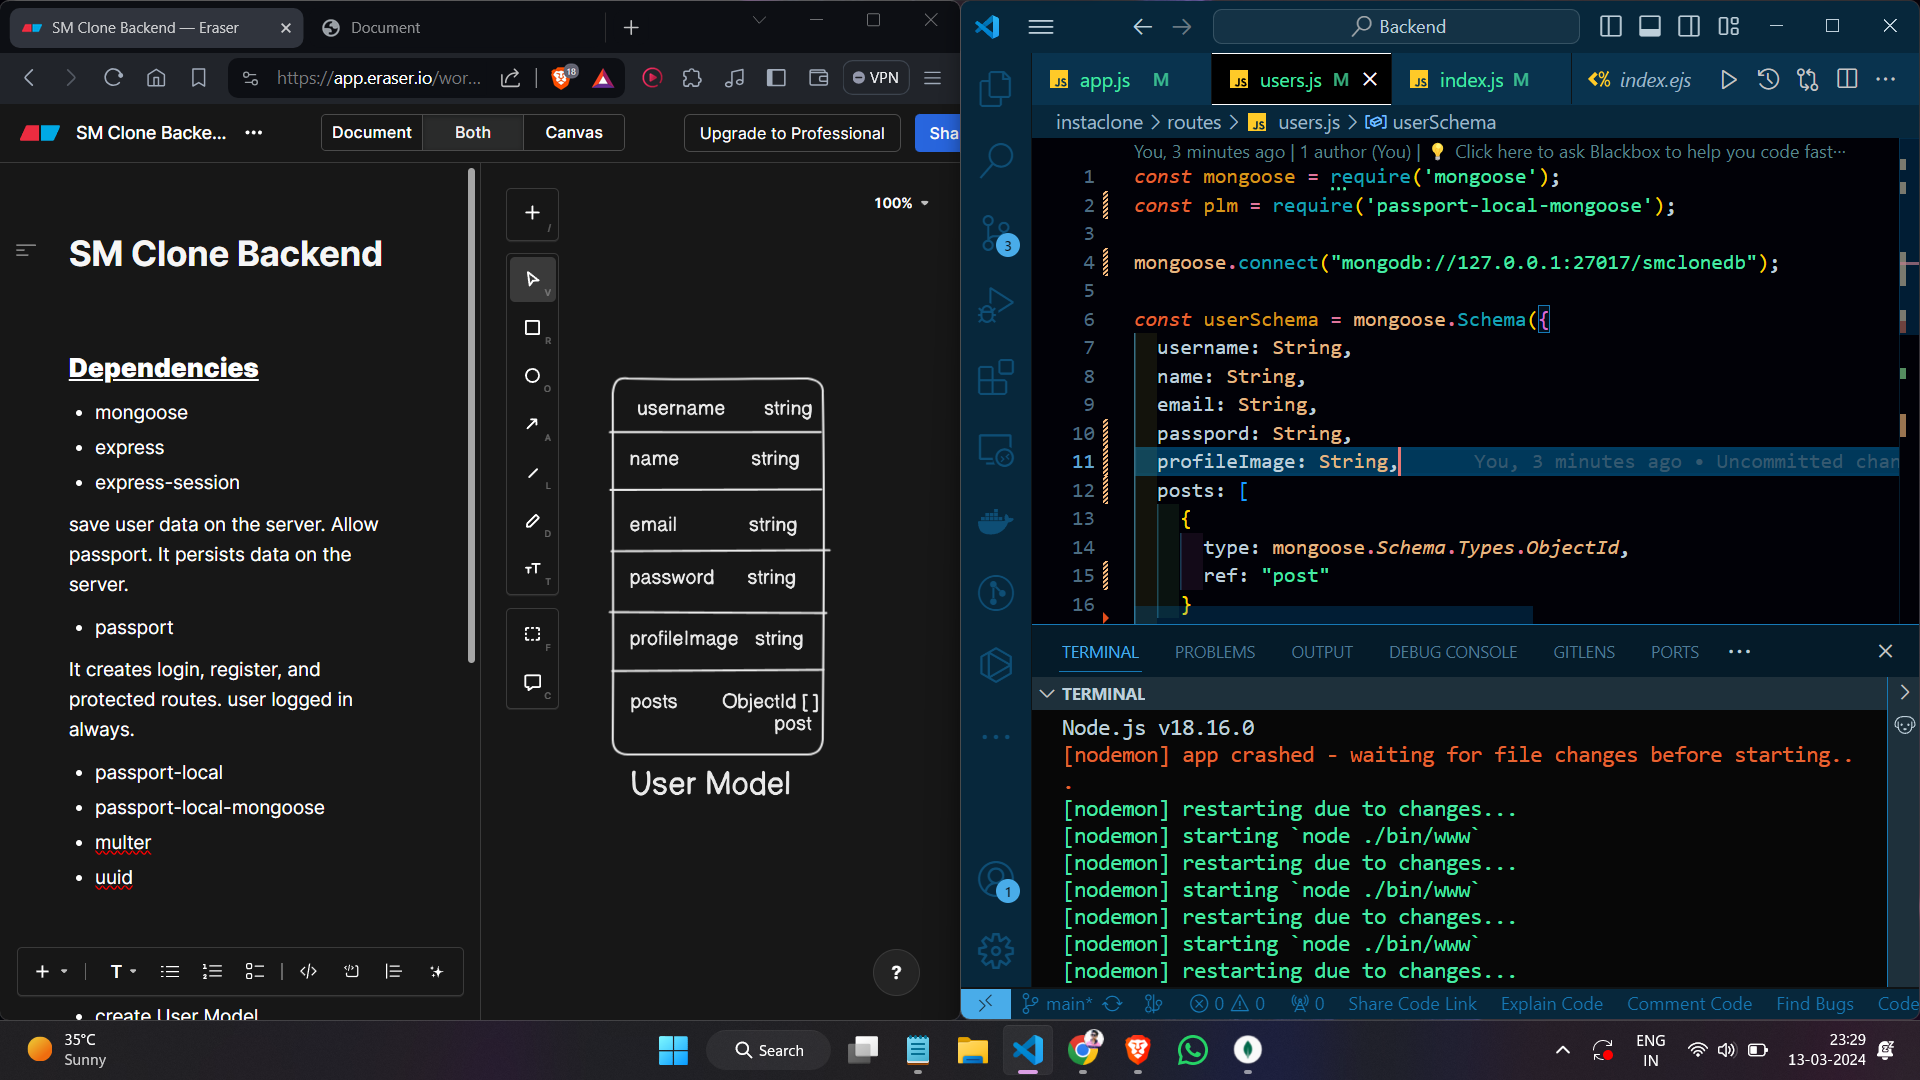 SM Clone Backend — Eraser
Document
https://app.eraser.io/wor...
18
VPN
SM Clone Backe...
Document
Both
Canvas
Upgrade to Professional
Sha
SM Clone Backend
Dependencies
• mongoose
• express
• express-session
save user data on the server. Allow
passport. It persists data on the
server.
• passport
It creates login, register, and
protected routes. user logged in
always.
• passport-local
• passport-local-mongoose
• multer
• uuid
• create User Model
T
100%
/
V
R
O
A
L
D
TT
T
F
C
username string
name string
email string
password string
profileImage string
posts ObjectId [ ]
post
User Model
?
Backend
JS app.js M
JS users.js M
JS index.js M
<% index.ejs
instaclone > routes > JS users.js > userSchema
You, 3 minutes ago | 1 author (You) | Click here to ask Blackbox to help you code fast···
1 const mongoose = require('mongoose');
2 const plm = require('passport-local-mongoose');
3
4 mongoose.connect("mongodb://127.0.0.1:27017/smclonedb");
5
6 const userSchema = mongoose.Schema({
7 username: String,
8 name: String,
9 email: String,
10 passpord: String,
11 profileImage: String, You, 3 minutes ago • Uncommitted chan
12 posts: [
13 {
14 type: mongoose.Schema.Types.ObjectId,
15 ref: "post"
16 }
3
1
TERMINAL
PROBLEMS
OUTPUT
DEBUG CONSOLE
GITLENS
PORTS
TERMINAL
Node.js v18.16.0
[nodemon] app crashed - waiting for file changes before starting..
.
[nodemon] restarting due to changes...
[nodemon] starting `node ./bin/www`
[nodemon] restarting due to changes...
[nodemon] starting `node ./bin/www`
[nodemon] restarting due to changes...
[nodemon] starting `node ./bin/www`
[nodemon] restarting due to changes...
main*
0 0
0
Share Code Link
Explain Code
Comment Code
Find Bugs
Code
35°C
Sunny
Search
ENG
IN
23:29
13-03-2024